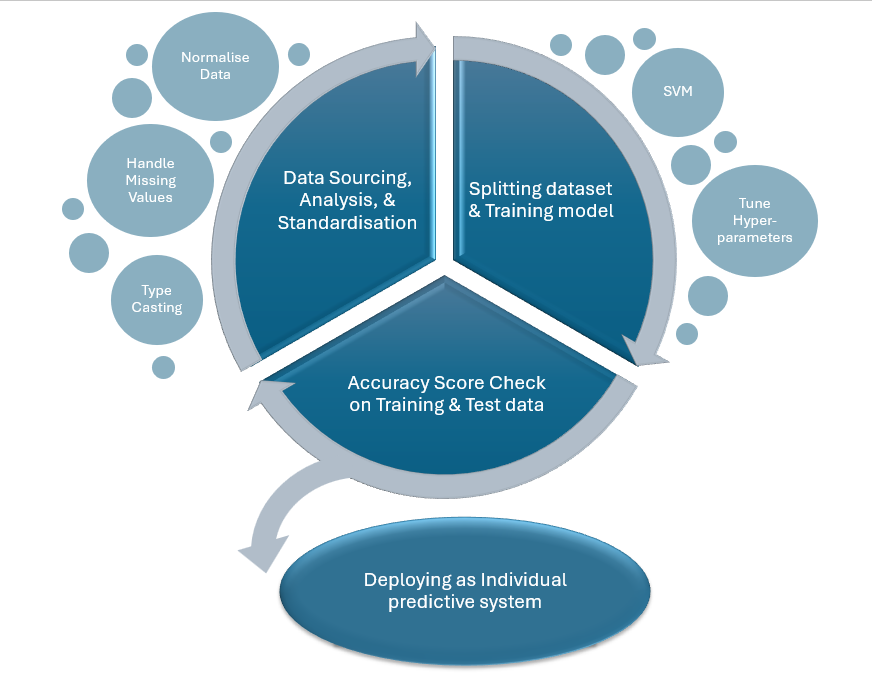 Normalise
Data
Handle
Missing
Values
Type
Casting
Data Sourcing,
Analysis, &
Standardisation
Splitting dataset
& Training model
SVM
Tune
Hyper-
parameters
Accuracy Score Check
on Training & Test data
Deploying as Individual
predictive system